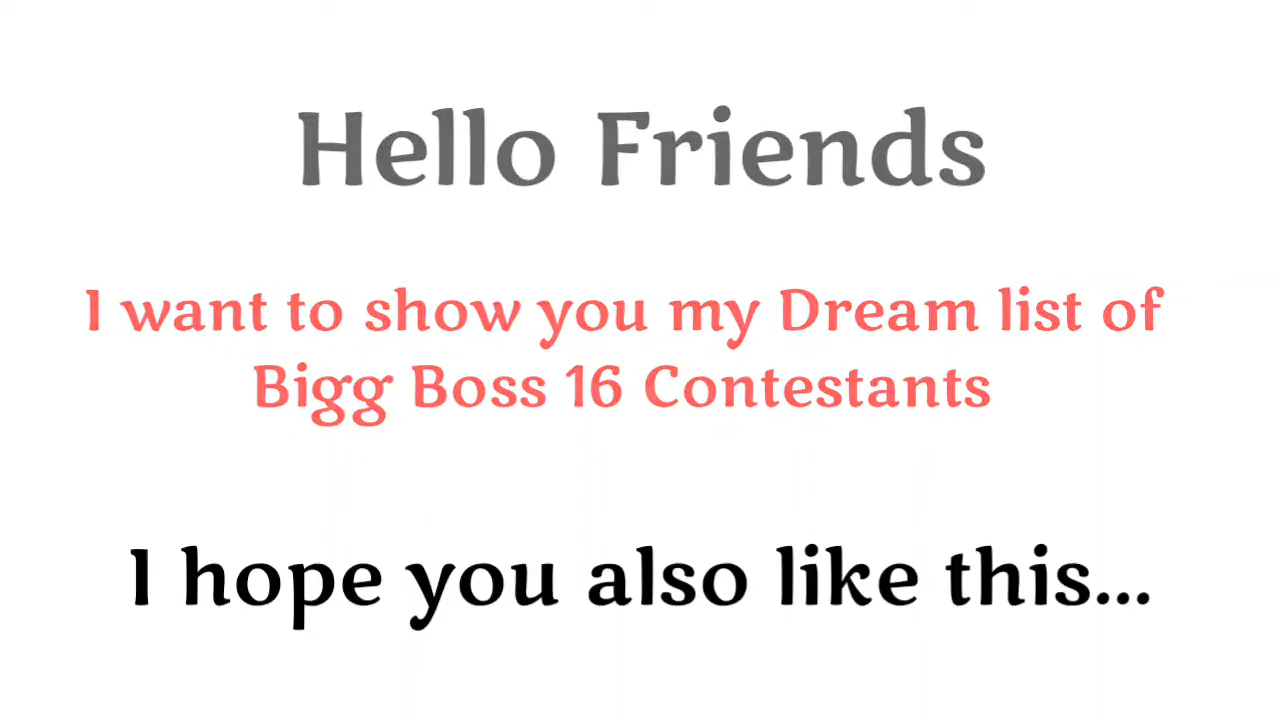 Hello Friends
I want to show you my Dream list of
Bigg Boss 16 Contestants
I hope you also like this...